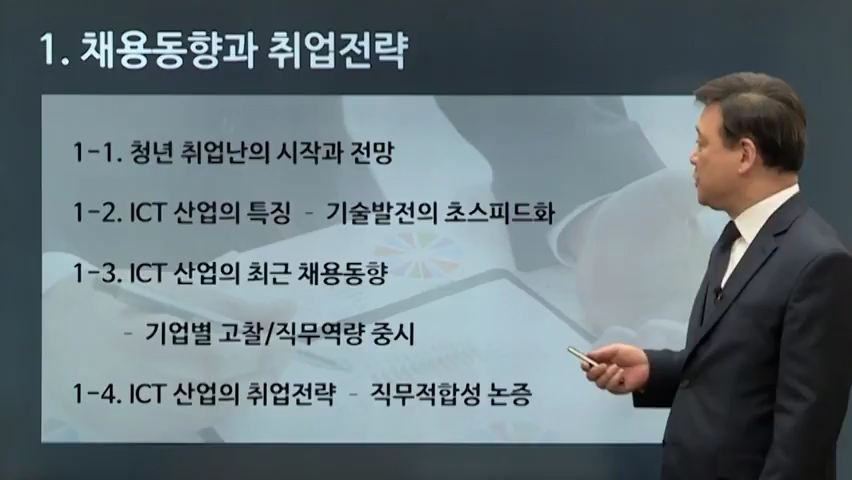 1. 채용동향과 취업전략
1-1. 청년 취업난의 시작과 전망
1-2. ICT 산업의 특징 - 기술발전의 초스피드화
1-3. ICT 산업의 최근 채용동향
- 기업별 고찰/직무역량 중시
1-4. ICT 산업의 취업전략 - 직무적합성 논증